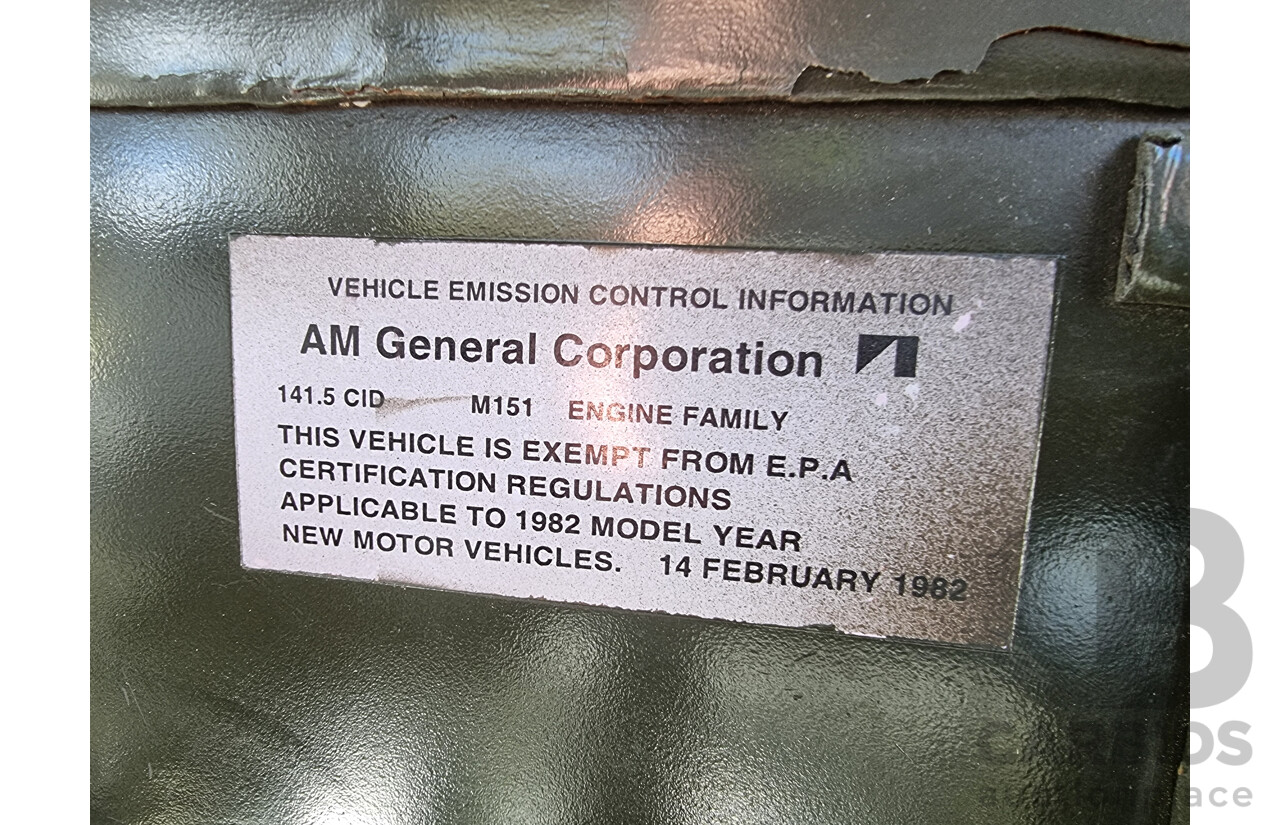 VEHICLE EMISSION CONTROL INFORMATION
AM General Corporation
141.5 CID M151 ENGINE FAMILY
THIS VEHICLE IS EXEMPT FROM E.P.A
CERTIFICATION REGULATIONS
APPLICABLE TO 1982 MODEL YEAR
NEW MOTOR VEHICLES. 14 FEBRUARY 1982